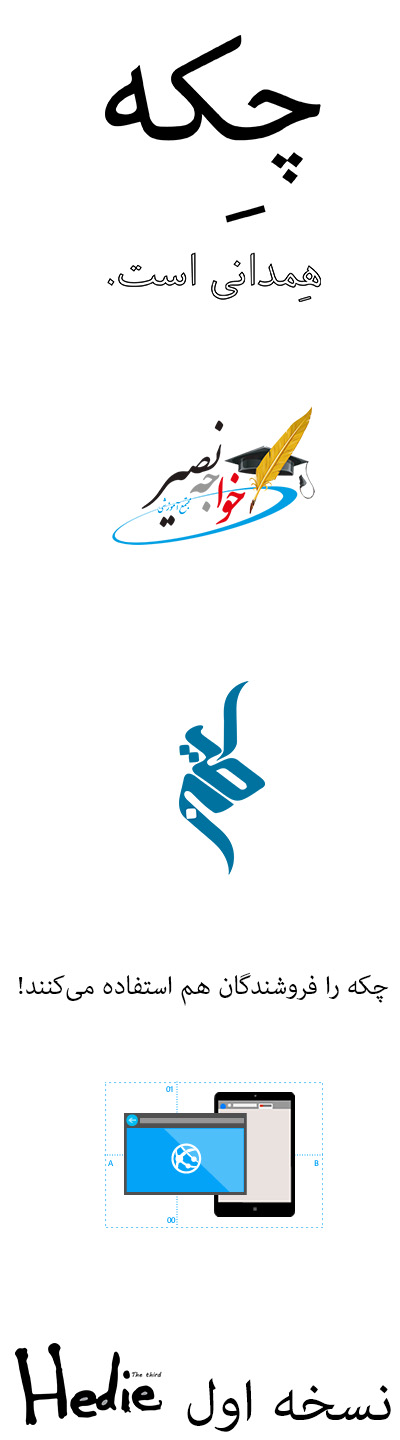 چِکه
هِمدانی است.
نصیر
خواجه
مجتمع آموزشی
چکه را فروشندگان هم استفاده می‌کنند!
01
A
B
00
نسخه اول Hedie The third